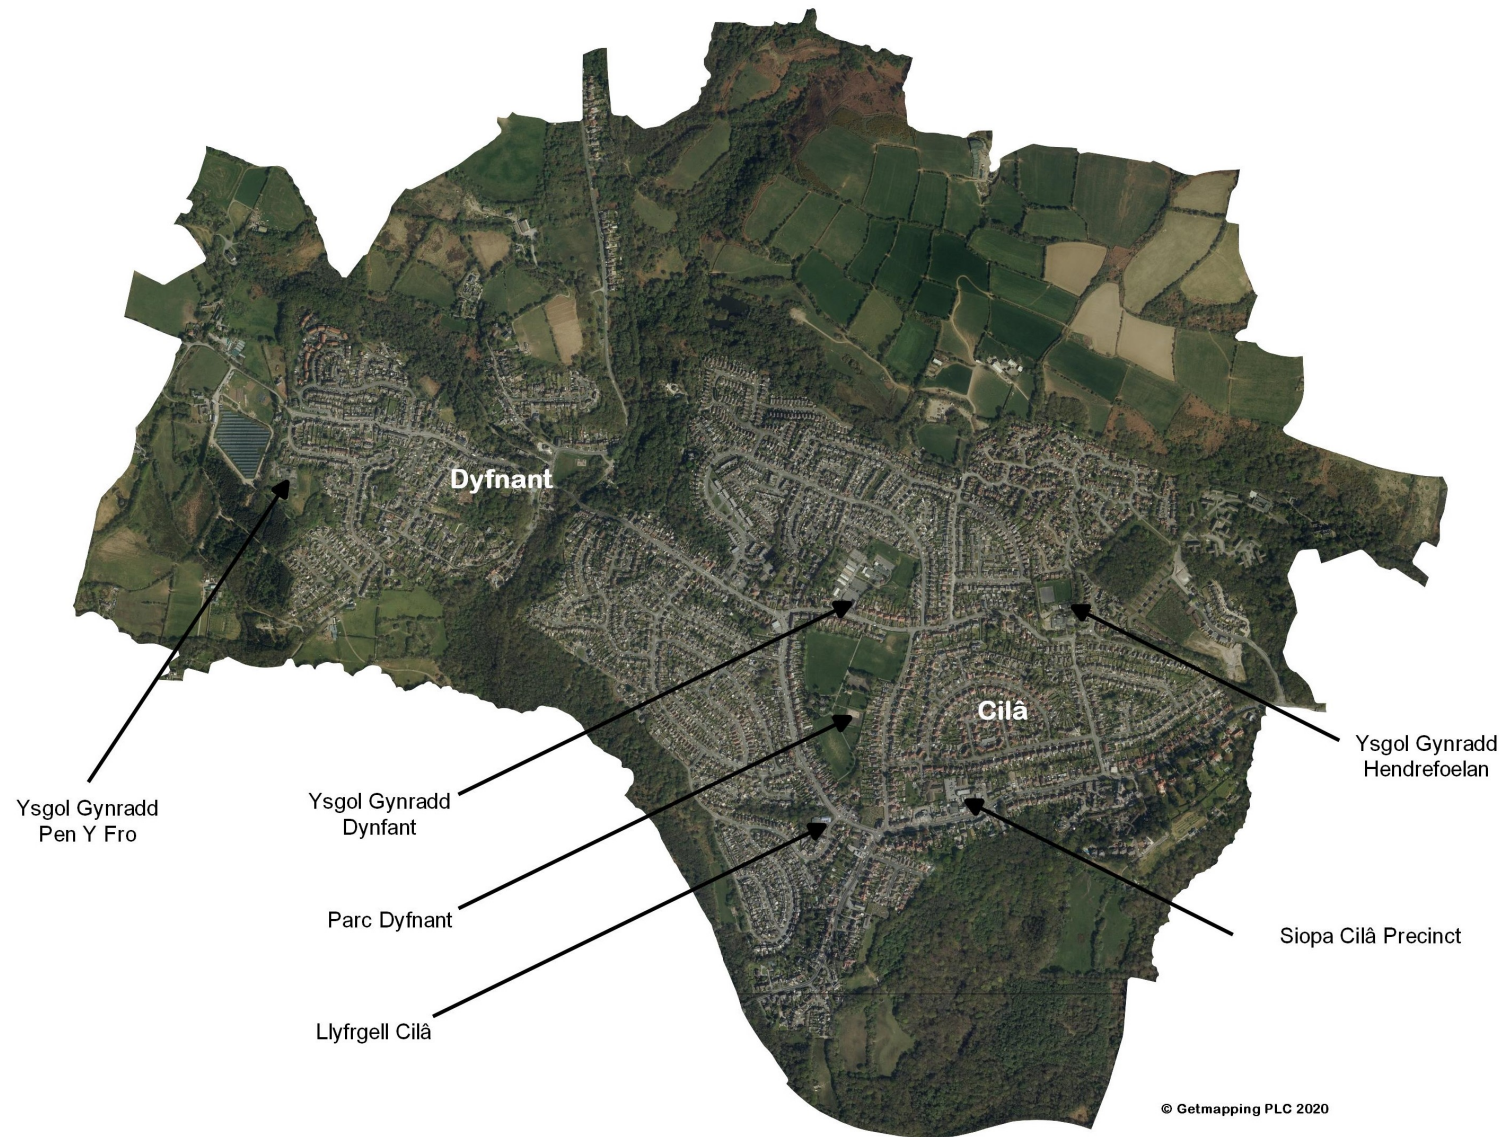 Dyfnant
Cilâ
Ysgol Gynradd
Hendrefoelan
Ysgol Gynradd
Pen Y Fro
Ysgol Gynradd
Dynfant
Parc Dyfnant
Siopa Cilâ Precinct
Llyfrgell Cilâ
© Getmapping PLC 2020